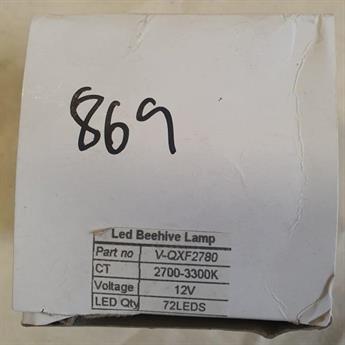 869
Led Beehive Lamp
Part no V-QXF2780
CT 2700-3300K
Voltage 12V
LED Qty 72LEDS